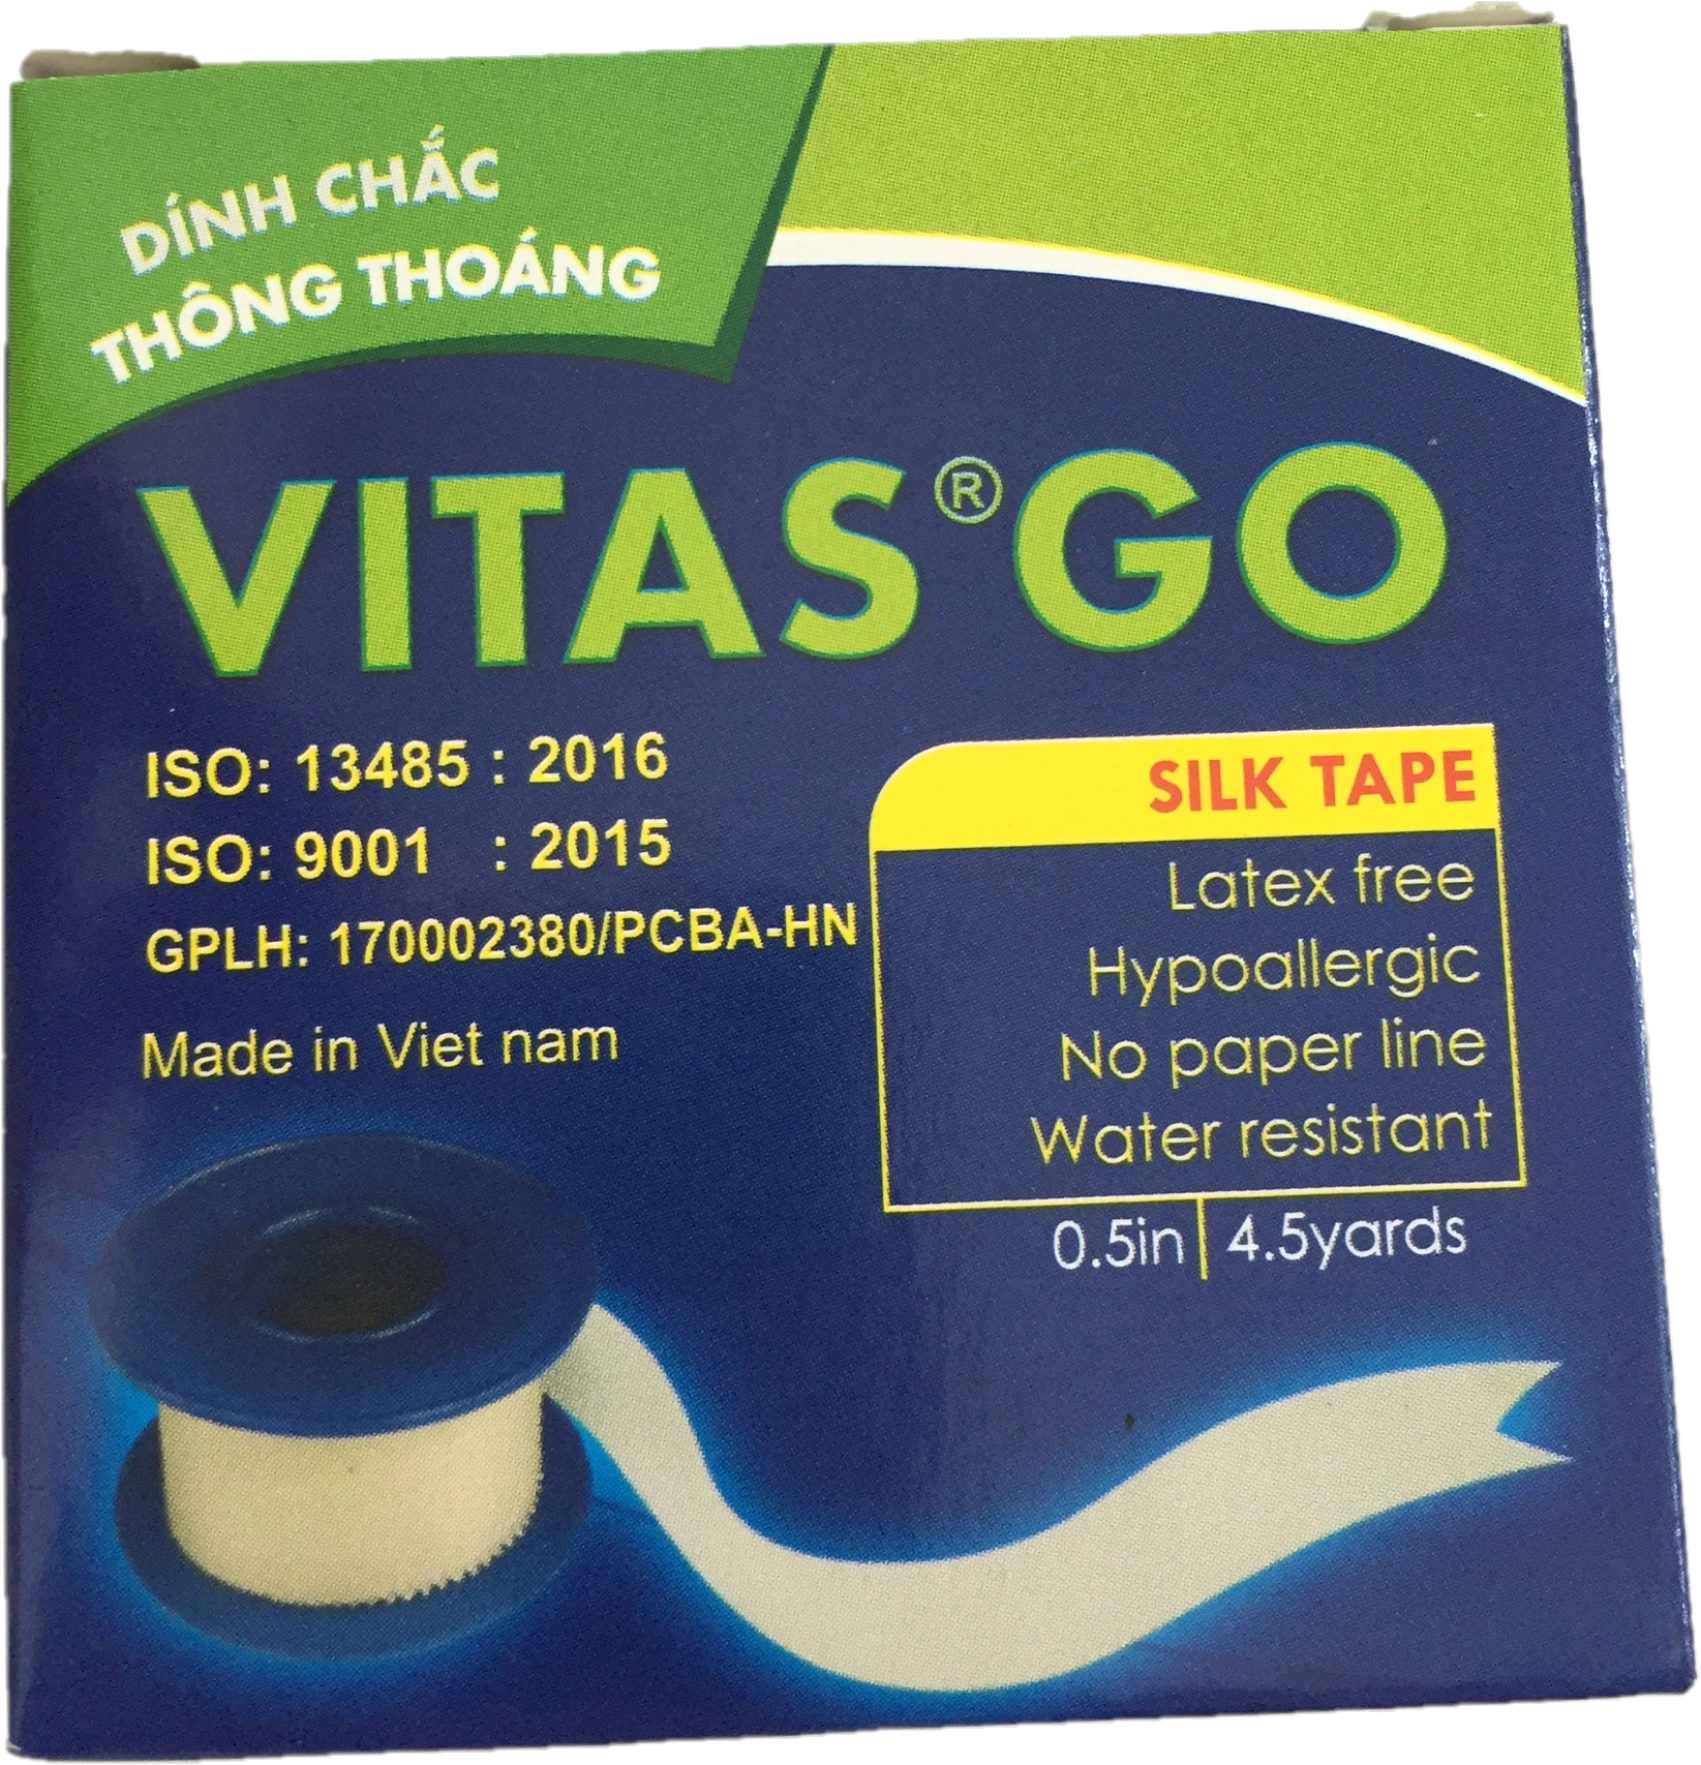 DÍNH CHẮC
THÔNG THOÁNG
VITAS®GO
ISO: 13485 : 2016
ISO: 9001 : 2015
GPLH: 170002380/PCBA-HN
Made in Viet nam
SILK TAPE
Latex free
Hypoallergic
No paper line
Water resistant
0.5in | 4.5yards